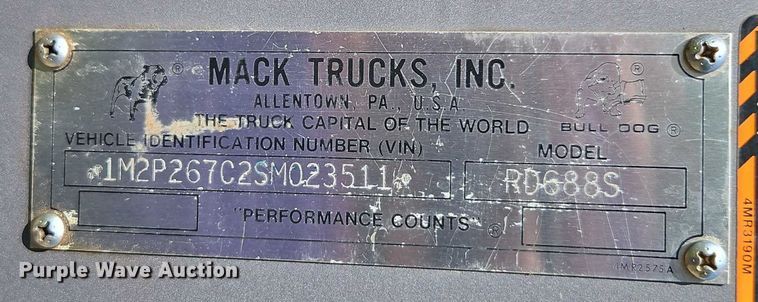 MACK TRUCKS, INC.
ALLENTOWN, PA., U.S.A.
THE TRUCK CAPITAL OF THE WORLD
BULL DOG ®
VEHICLE IDENTIFICATION NUMBER (VIN)
MODEL
*1M2P267C2SM023511*
RD688S
"PERFORMANCE COUNTS" ®
4MR2575A
4MR3190M
Purple Wave Auction